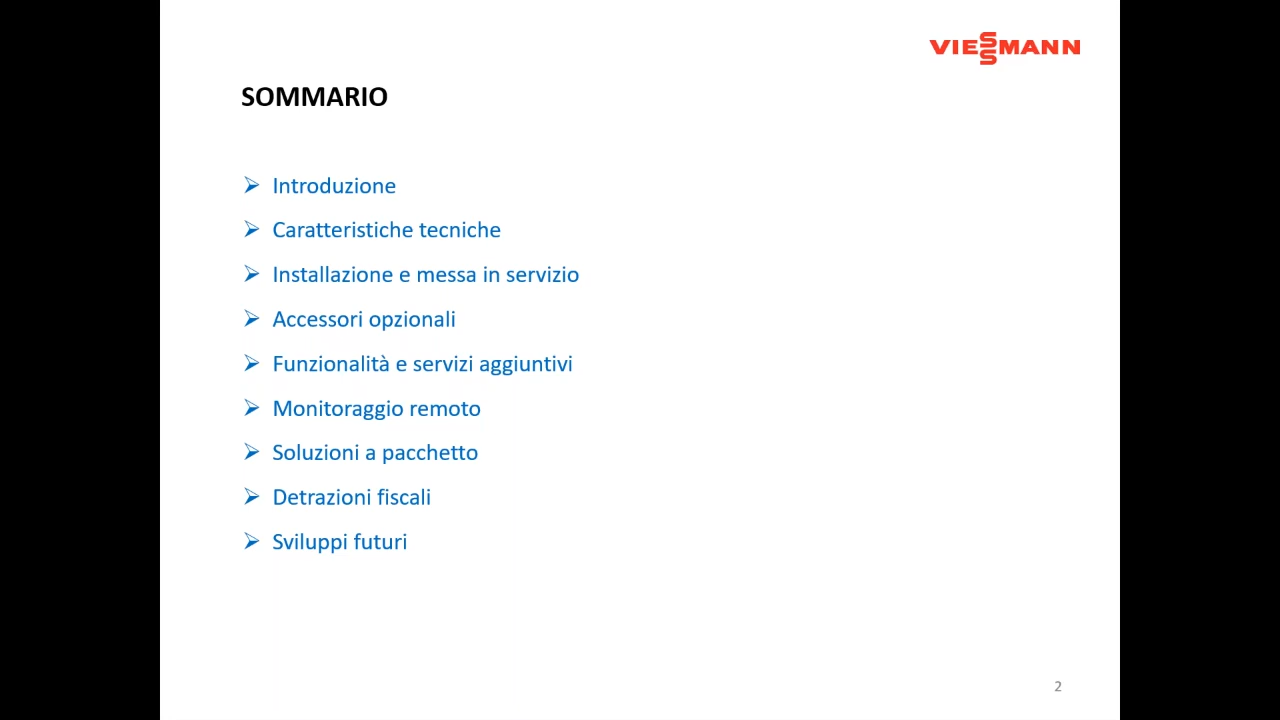 VIESSMANN
SOMMARIO
Introduzione
Caratteristiche tecniche
Installazione e messa in servizio
Accessori opzionali
Funzionalità e servizi aggiuntivi
Monitoraggio remoto
Soluzioni a pacchetto
Detrazioni fiscali
Sviluppi futuri
2